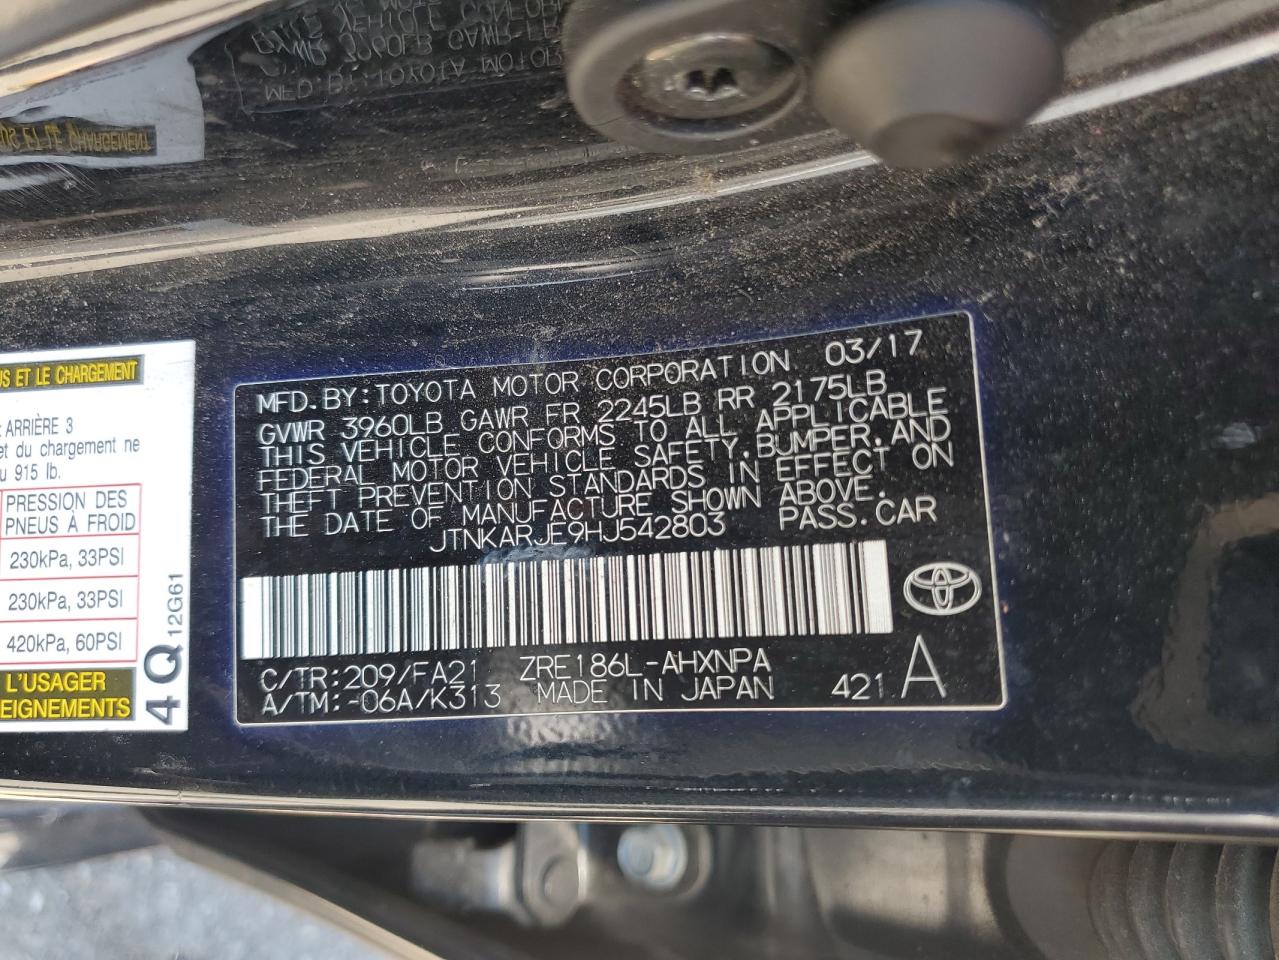 US ET LE CHARGEMENT
ARRIÈRE 3
et du chargement ne
915 lb.
PRESSION DES
PNEUS À FROID
230kPa, 33PSI
230kPa, 33PSI
420kPa, 60PSI
L'USAGER
EIGNEMENTS
4Q 12G61
MFD.BY:TOYOTA MOTOR CORPORATION 03/17
GVWR 3960LB GAWR FR 2245LB RR 2175LB
THIS VEHICLE CONFORMS TO ALL APPLICABLE
FEDERAL MOTOR VEHICLE SAFETY,BUMPER,AND
THEFT PREVENTION STANDARDS IN EFFECT ON
THE DATE OF MANUFACTURE SHOWN ABOVE.
JTNKARJE9HJ542803 PASS.CAR
C/TR:209/FA21 ZRE186L-AHXNPA
A/TM:-06A/K313 MADE IN JAPAN 421 A